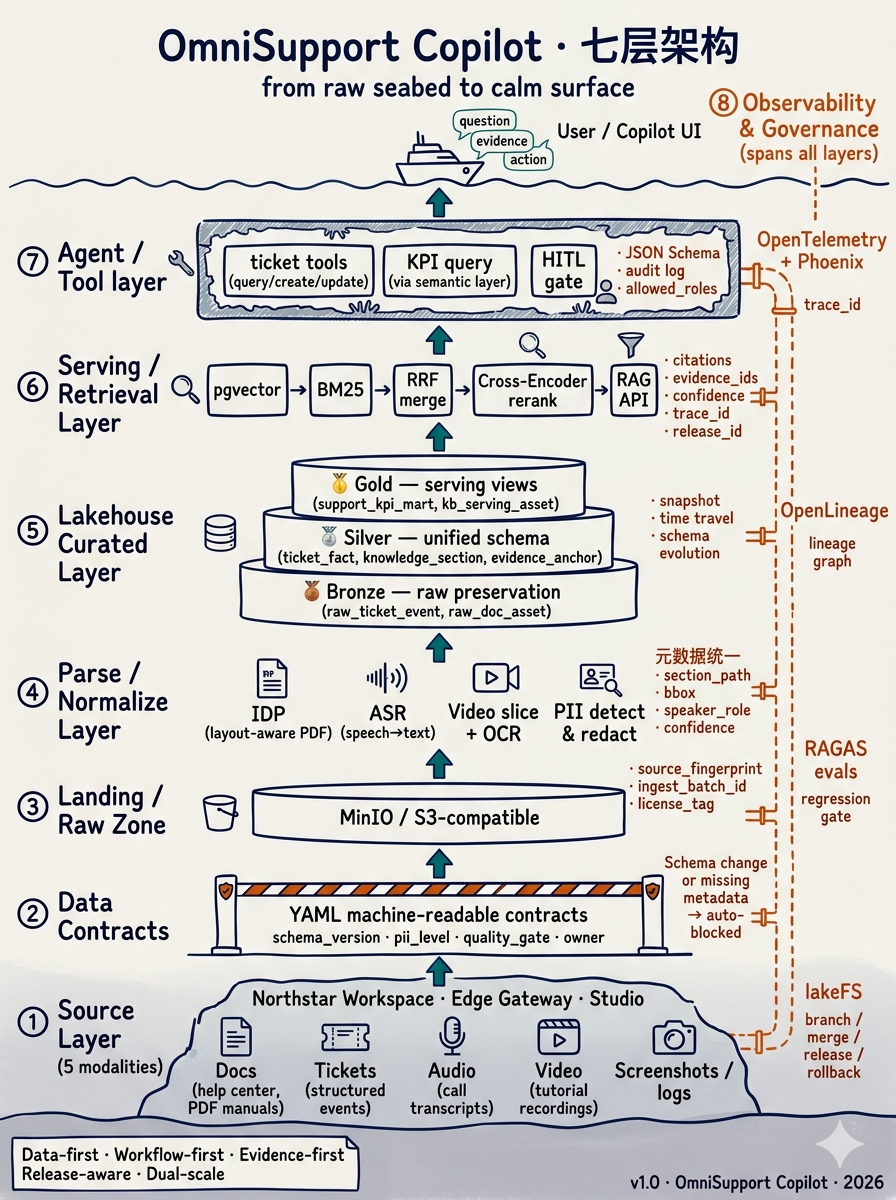 OmniSupport Copilot · 七层架构
from raw seabed to calm surface
question
evidence
action
User / Copilot UI
⑧ Observability
& Governance
(spans all layers)
⑦ Agent /
Tool layer
ticket tools
(query/create/update)
KPI query
(via semantic layer)
HITL
gate
· JSON Schema
· audit log
· allowed_roles
OpenTelemetry
+ Phoenix
trace_id
⑥ Serving /
Retrieval
Layer
pgvector
BM25
RRF
merge
Cross-Encoder
rerank
RAG
API
· citations
· evidence_ids
· confidence
· trace_id
· release_id
⑤ Lakehouse
Curated
Layer
Gold — serving views
(support_kpi_mart, kb_serving_asset)
Silver — unified schema
(ticket_fact, knowledge_section, evidence_anchor)
Bronze — raw preservation
(raw_ticket_event, raw_doc_asset)
· snapshot
· time travel
· schema
evolution
OpenLineage
lineage
graph
④ Parse /
Normalize
Layer
IDP
(layout-aware PDF)
ASR
(speech→text)
Video slice
+ OCR
PII detect
& redact
元数据统一
· section_path
· bbox
· speaker_role
· confidence
RAGAS
evals
regression
gate
③ Landing /
Raw Zone
MinIO / S3-compatible
· source_fingerprint
· ingest_batch_id
· license_tag
② Data
Contracts
YAML machine-readable contracts
schema_version · pii_level · quality_gate · owner
Schema change
or missing
metadata
→ auto-
blocked
① Source
Layer
(5 modalities)
Northstar Workspace · Edge Gateway · Studio
Docs
(help center,
PDF manuals)
Tickets
(structured
events)
Audio
(call
transcripts)
Video
(tutorial
recordings)
Screenshots /
logs
lakeFS
branch /
merge /
release /
rollback
Data-first · Workflow-first · Evidence-first
Release-aware · Dual-scale
v1.0 · OmniSupport Copilot · 2026